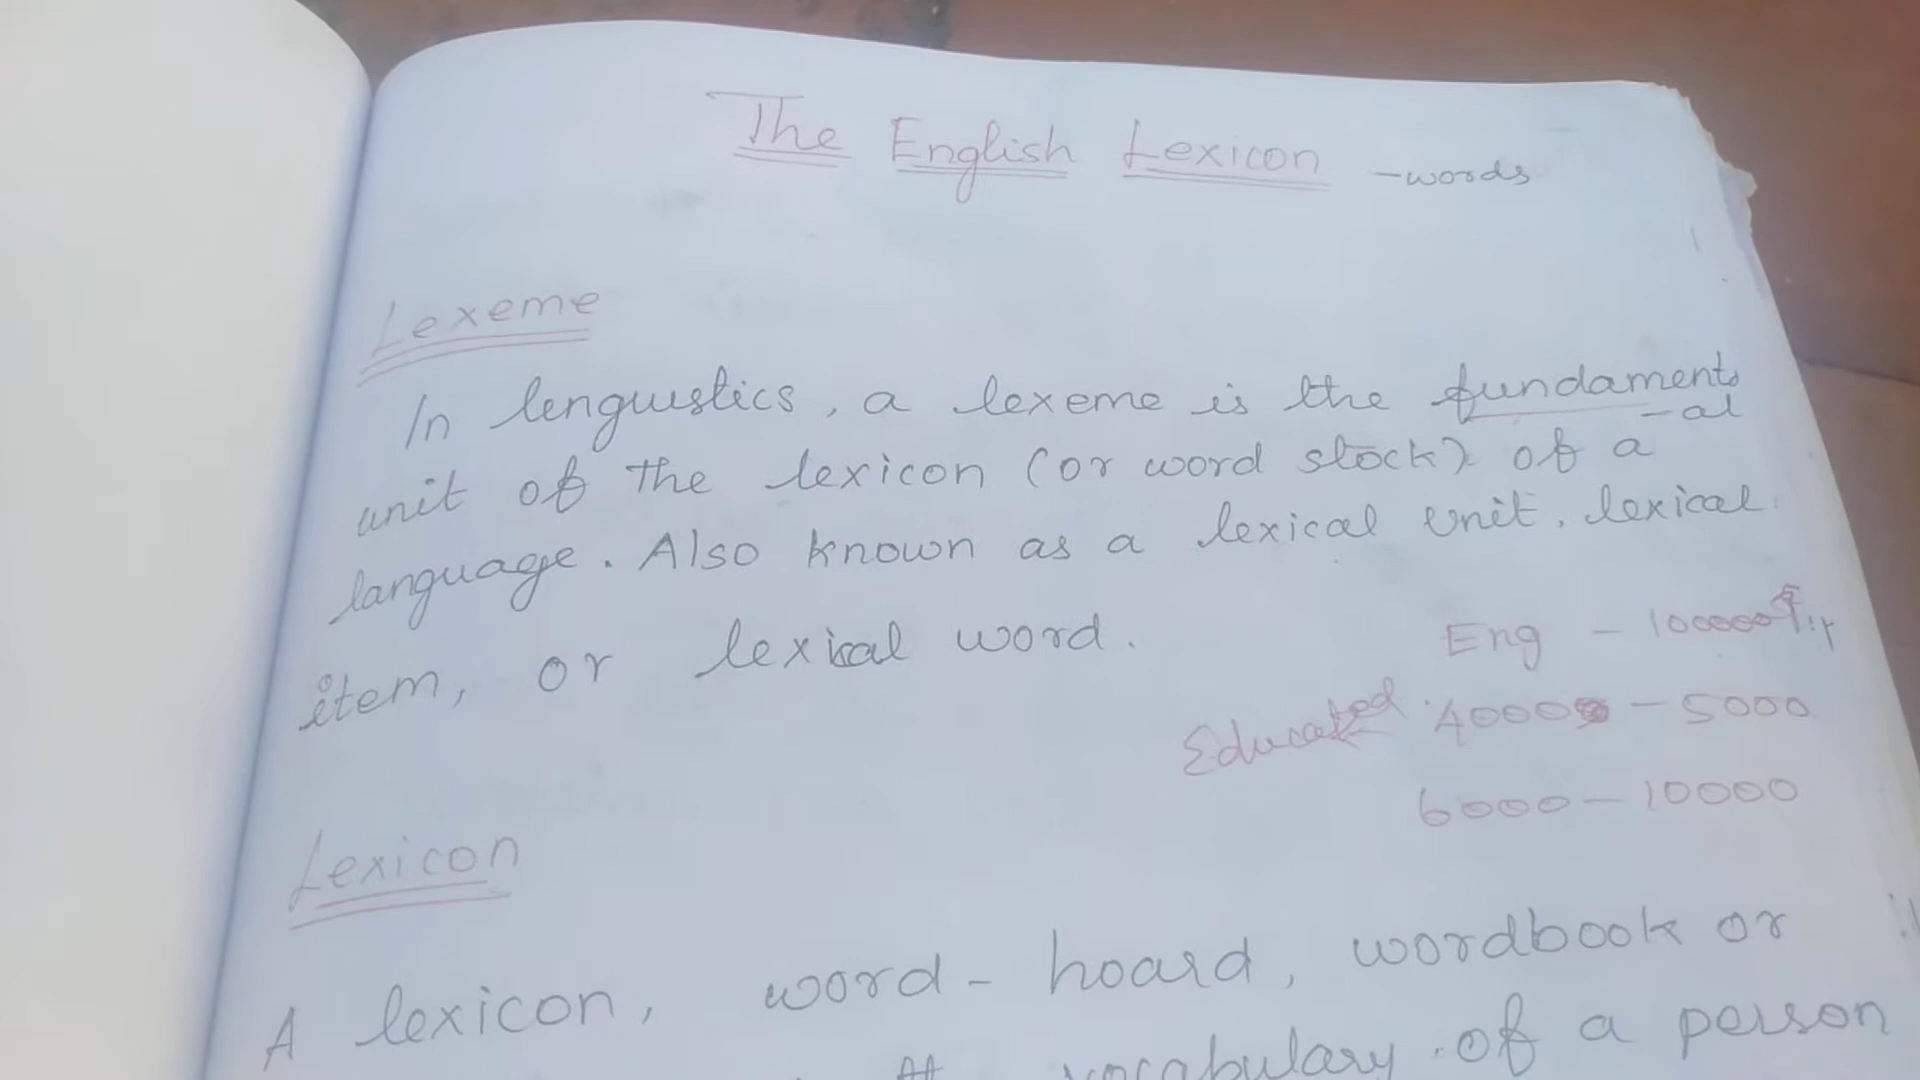 The English Lexicon -words
Lexeme
In lenguistics, a lexeme is the fundament
-al
unit of the lexicon (or word stock) of a
language. Also known as a lexical unit, lexical
item, or lexical word.
Eng - 100000
Educated 4000 - 5000
6000 - 10000
Lexicon
A lexicon, word-hoard, wordbook or
vocabulary of a person